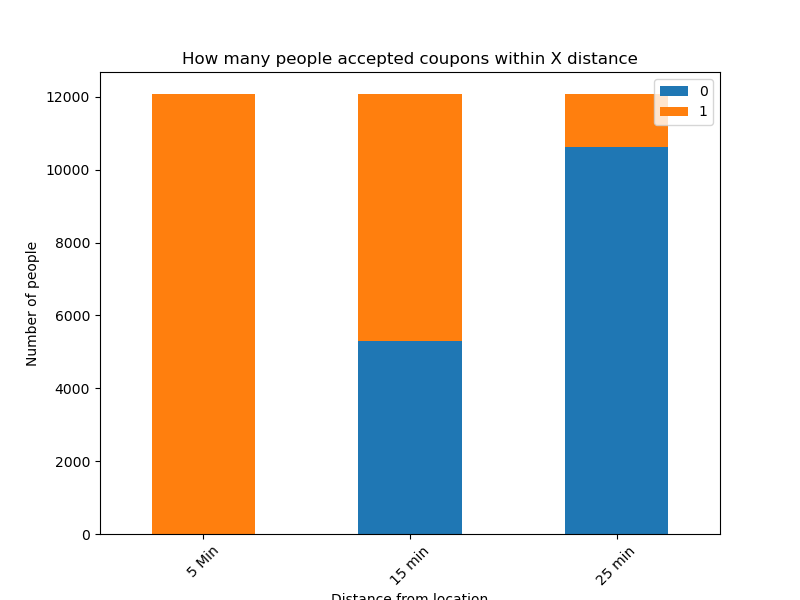 How many people accepted coupons within X distance
0
1
12000
10000
8000
6000
4000
2000
0
Number of people
5 Min
15 min
25 min
Distance from location